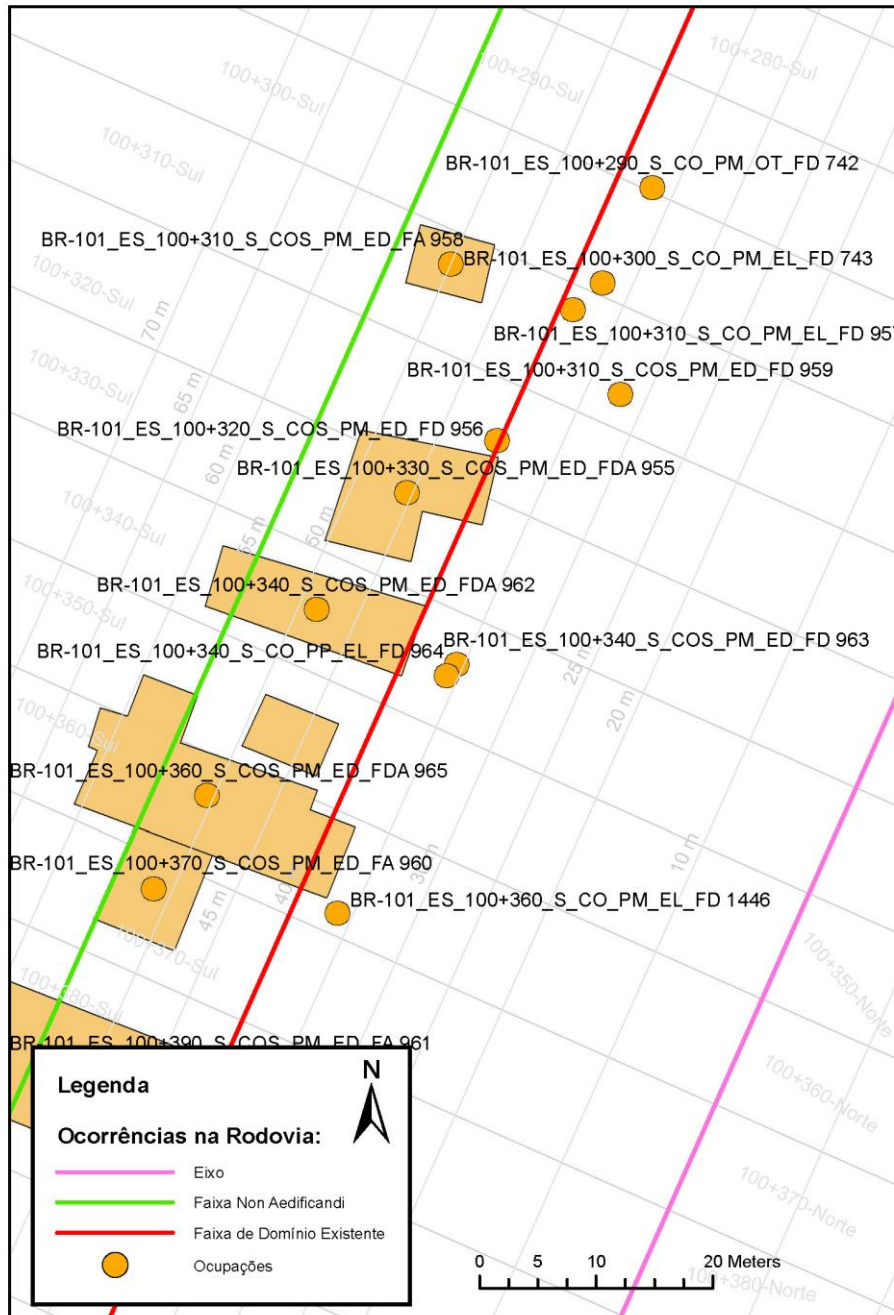 100+280-Sul
100+290-Sul
100+300-Sul
100+310-Sul
BR-101_ES_100+290_S_CO_PM_OT_FD 742
BR-101_ES_100+310_S_COS_PM_ED_FA 958
BR-101_ES_100+300_S_CO_PM_EL_FD 743
100+320-Sul
70 m
BR-101_ES_100+310_S_CO_PM_EL_FD 957
100+330-Sul
65 m
BR-101_ES_100+310_S_COS_PM_ED_FD 959
BR-101_ES_100+320_S_COS_PM_ED_FD 956
60 m
BR-101_ES_100+330_S_COS_PM_ED_FDA 955
100+340-Sul
50 m
55 m
100+350-Sul
BR-101_ES_100+340_S_COS_PM_ED_FDA 962
BR-101_ES_100+340_S_COS_PM_ED_FD 963
BR-101_ES_100+340_S_CO_PP_EL_FD 964
25 m
20 m
100+360-Sul
BR-101_ES_100+360_S_COS_PM_ED_FDA 965
10 m
BR-101_ES_100+370_S_COS_PM_ED_FA 960
30 m
40
BR-101_ES_100+360_S_CO_PM_EL_FD 1446
45 m
100+370-Sul
100+350-Norte
100+380-Sul
BR-101_ES_100+390_S_COS_PM_ED_FA 961
100+360-Norte
Legenda
N
Ocorrências na Rodovia:
Eixo
Faixa Non Aedificandi
Faixa de Domínio Existente
Ocupações
100+370-Norte
0 5 10 20 Meters
100+380-Norte